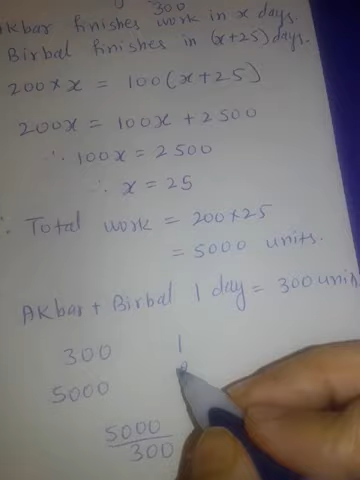 300
Akbar finishes work in x days.
Birbal finishes in (x+25) days.
200 × x = 100(x+25)
200x = 100x + 2500
∴ 100x = 2500
∴ x = 25
∴ Total work = 200×25
= 5000 units.
Akbar + Birbal 1 day = 300 unit
300 1
5000
5000
300